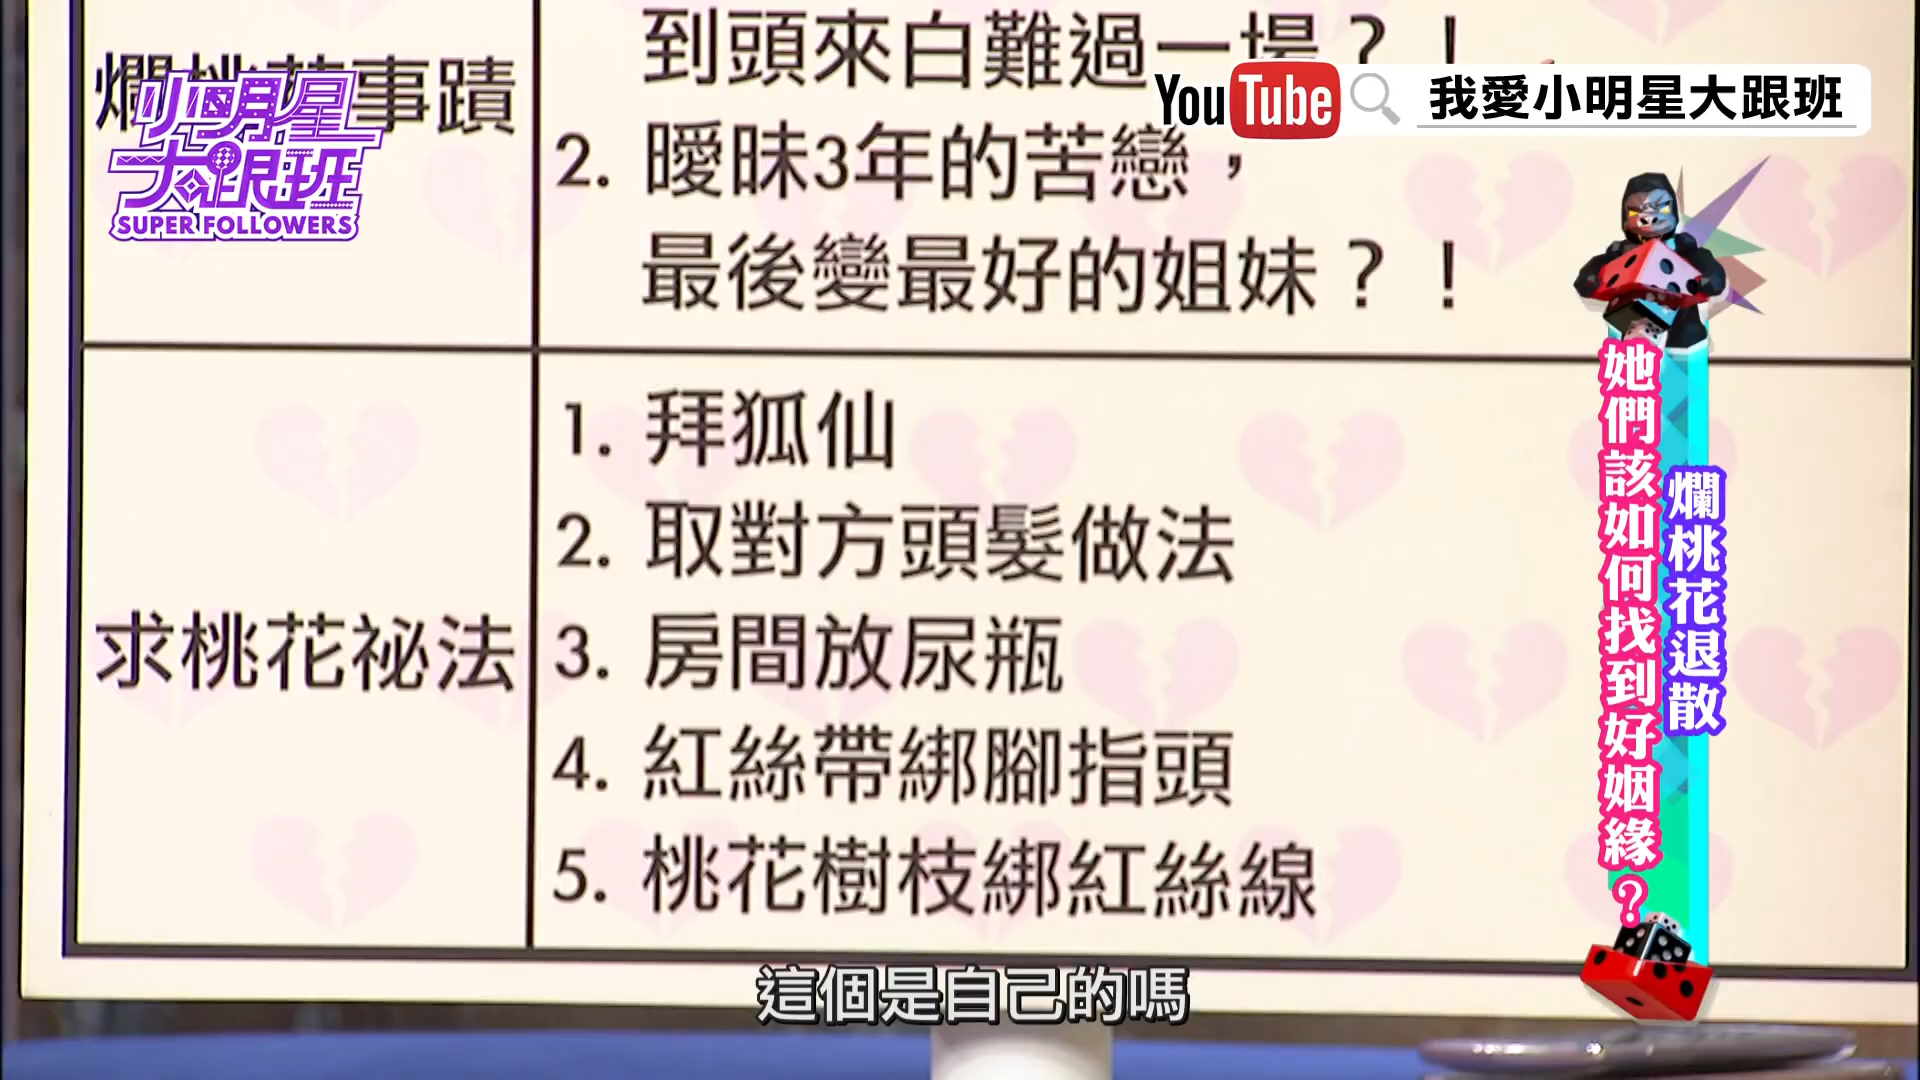 到頭來白難過一場？！
爛桃花事蹟
2. 曖昧3年的苦戀，
最後變最好的姐妹？！
求桃花祕法
1. 拜狐仙
2. 取對方頭髮做法
3. 房間放尿瓶
4. 紅絲帶綁腳指頭
5. 桃花樹枝綁紅絲線
小明星
大跟班
SUPER FOLLOWERS
YouTube 我愛小明星大跟班
爛桃花退散
她們該如何找到好姻緣？
這個是自己的嗎